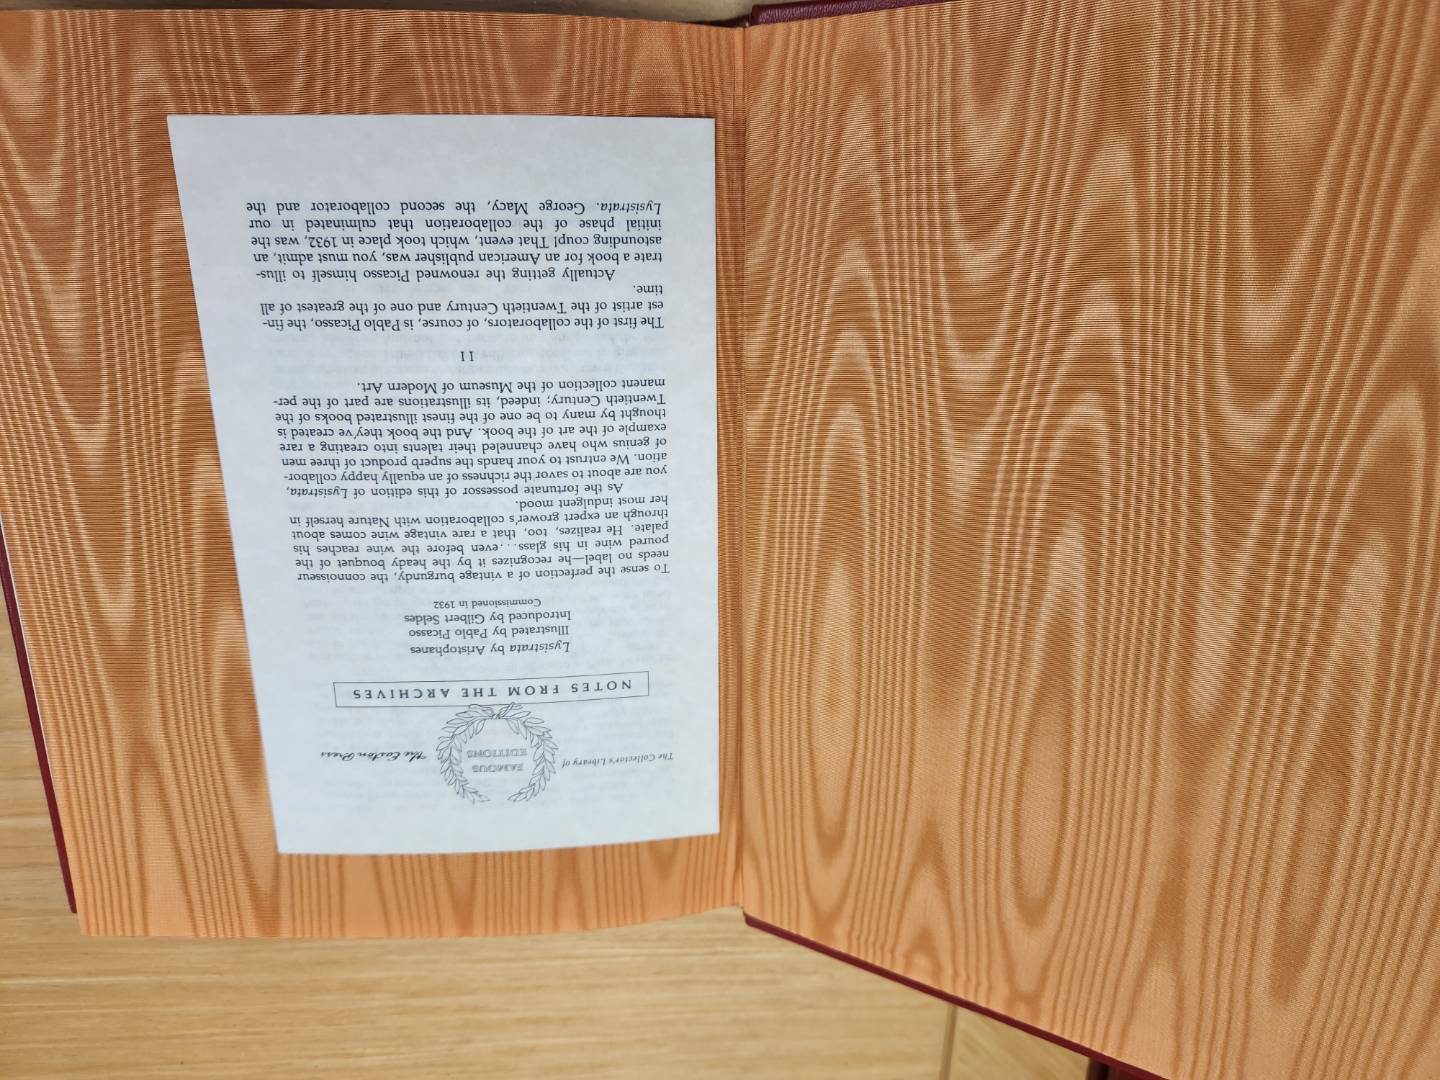 The Collector's Library of
FAMOUS
EDITIONS
The Easton Press
NOTES FROM THE ARCHIVES
Lysistrata by Aristophanes
Illustrated by Pablo Picasso
Introduced by Gilbert Seldes
Commissioned in 1932
To sense the perfection of a vintage burgundy, the connoisseur
needs no label—he recognizes it by the heady bouquet of the
poured wine in his glass...even before the wine reaches his
palate. He realizes, too, that a rare vintage wine comes about
through an expert grower's collaboration with Nature herself in
her most indulgent mood.
As the fortunate possessor of this edition of Lysistrata,
you are about to savor the richness of an equally happy collabor-
ation. We entrust to your hands the superb product of three men
of genius who have channeled their talents into creating a rare
example of the art of the book. And the book they've created is
thought by many to be one of the finest illustrated books of the
Twentieth Century; indeed, its illustrations are part of the per-
manent collection of the Museum of Modern Art.
II
The first of the collaborators, of course, is Pablo Picasso, the fin-
est artist of the Twentieth Century and one of the greatest of all
time.
Actually getting the renowned Picasso himself to illus-
trate a book for an American publisher was, you must admit, an
astounding coup! That event, which took place in 1932, was the
initial phase of the collaboration that culminated in our
Lysistrata. George Macy, the second collaborator and the